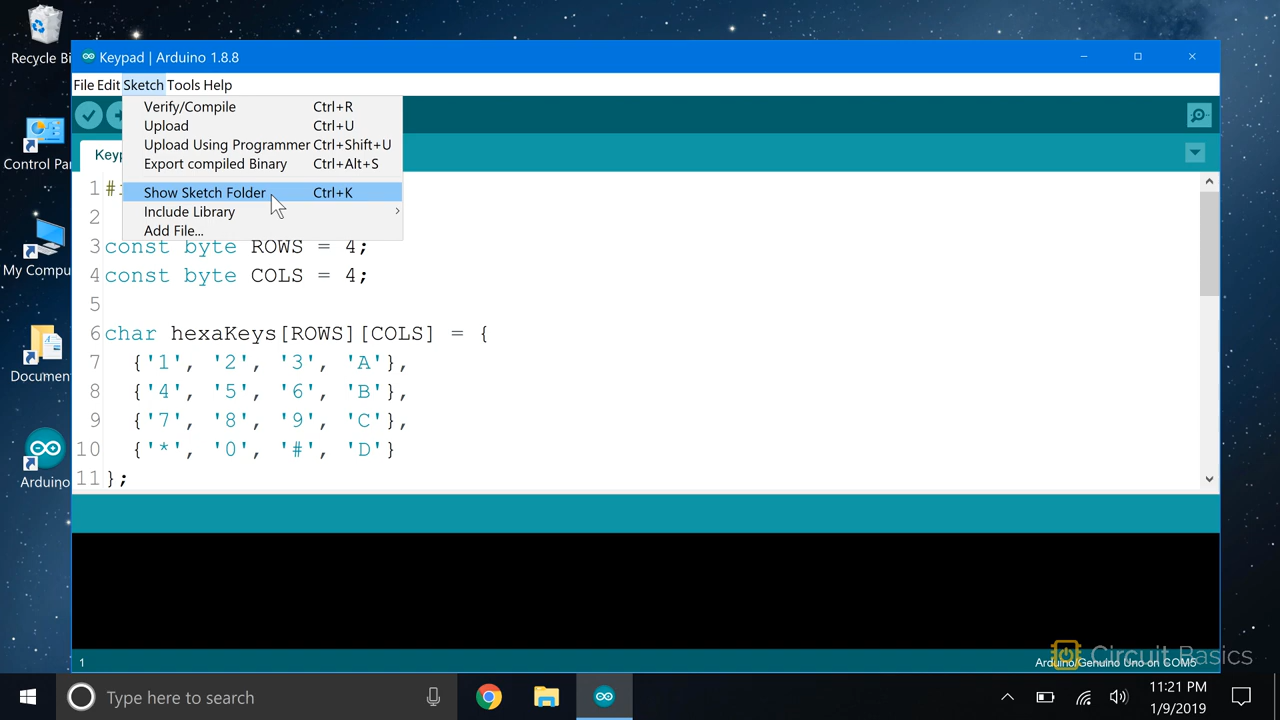 Recycle Bi
Keypad | Arduino 1.8.8
File Edit Sketch Tools Help
Verify/Compile Ctrl+R
Upload Ctrl+U
Upload Using Programmer Ctrl+Shift+U
Export compiled Binary Ctrl+Alt+S
Show Sketch Folder Ctrl+K
Include Library
Add File...
Control Pan
My Compu
Document
Arduino
Keyp
1 #i
2
3 const byte ROWS = 4;
4 const byte COLS = 4;
5
6 char hexaKeys[ROWS][COLS] = {
7 {'1', '2', '3', 'A'},
8 {'4', '5', '6', 'B'},
9 {'7', '8', '9', 'C'},
10 {'*', '0', '#', 'D'}
11 };
1
Arduino/Genuino Uno on COM5
Circuit Basics
Type here to search
11:21 PM
1/9/2019